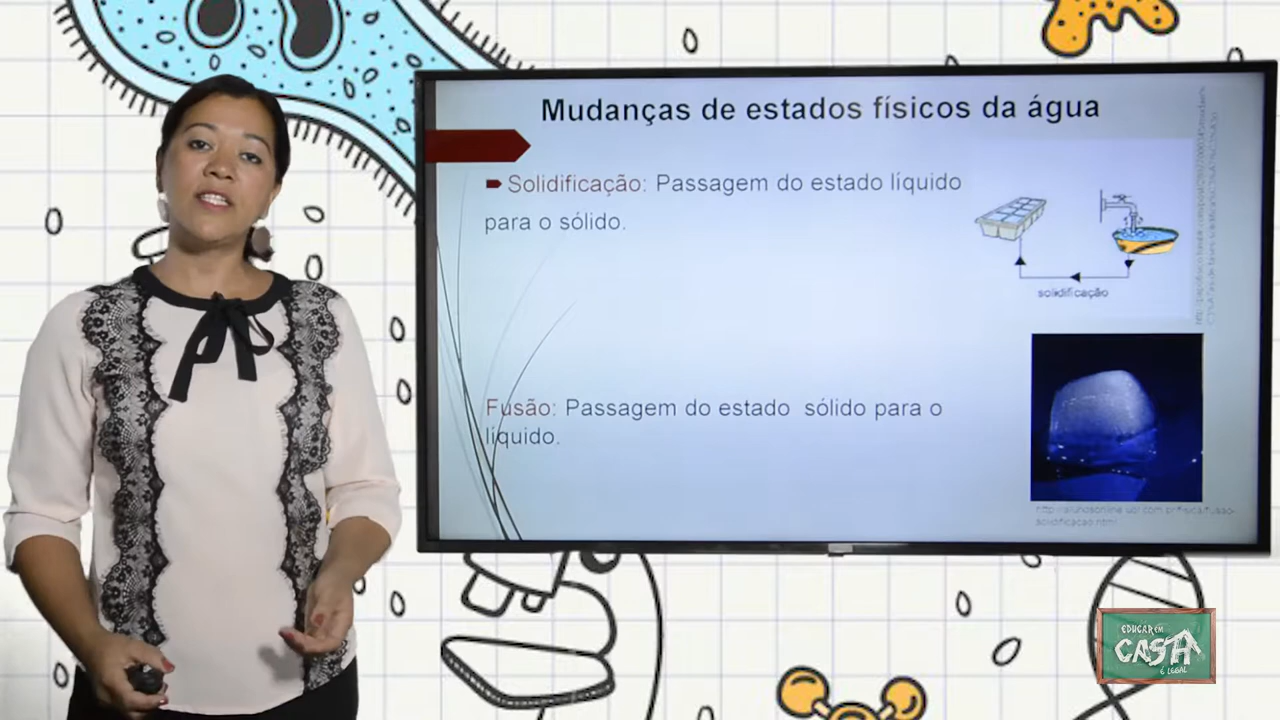 Mudanças de estados físicos da água
Solidificação: Passagem do estado líquido
para o sólido.
solidificação
Fusão: Passagem do estado sólido para o
líquido.
EDUCAR EM
CASA
É LEGAL